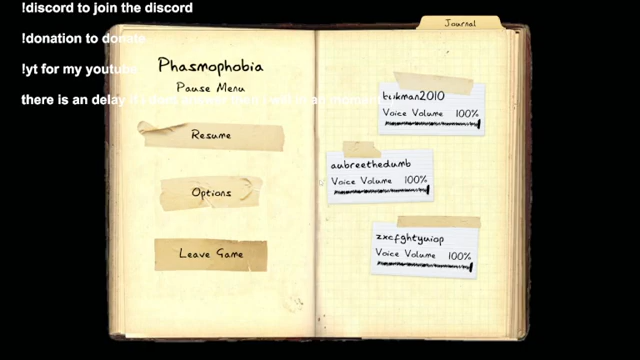 !discord to join the discord
!donation to donate
!yt for my youtube
there is an delay
Journal
Phasmophobia
Pause Menu
Resume
Options
Leave Game
Voice Volume 100%
aubreethedumb
Voice Volume 100%
zxcfghtyuiop
Voice Volume 100%